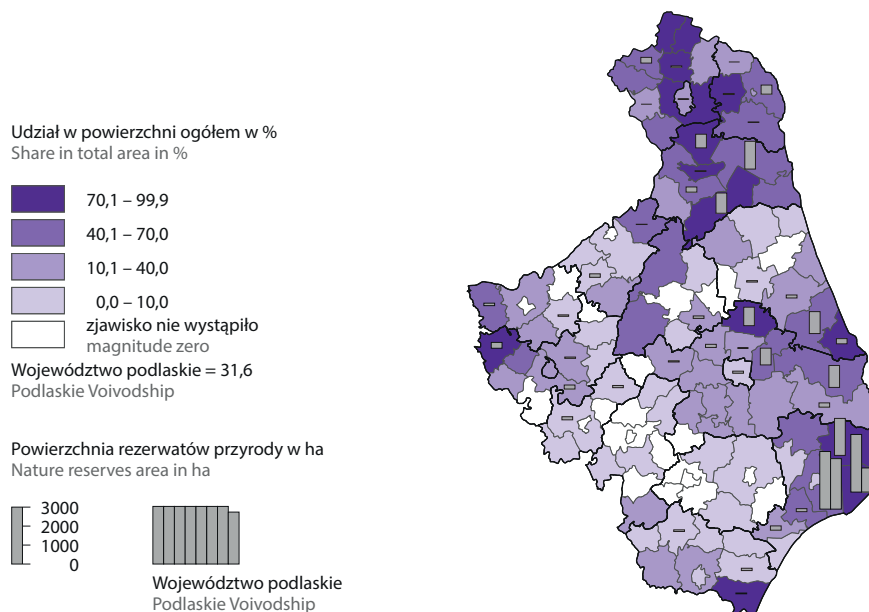 Udział w powierzchni ogółem w %
Share in total area in %
70,1 – 99,9
40,1 – 70,0
10,1 – 40,0
0,0 – 10,0
zjawisko nie wystąpiło
magnitude zero
Województwo podlaskie = 31,6
Podlaskie Voivodship
Powierzchnia rezerwatów przyrody w ha
Nature reserves area in ha
3000
2000
1000
0
Województwo podlaskie
Podlaskie Voivodship